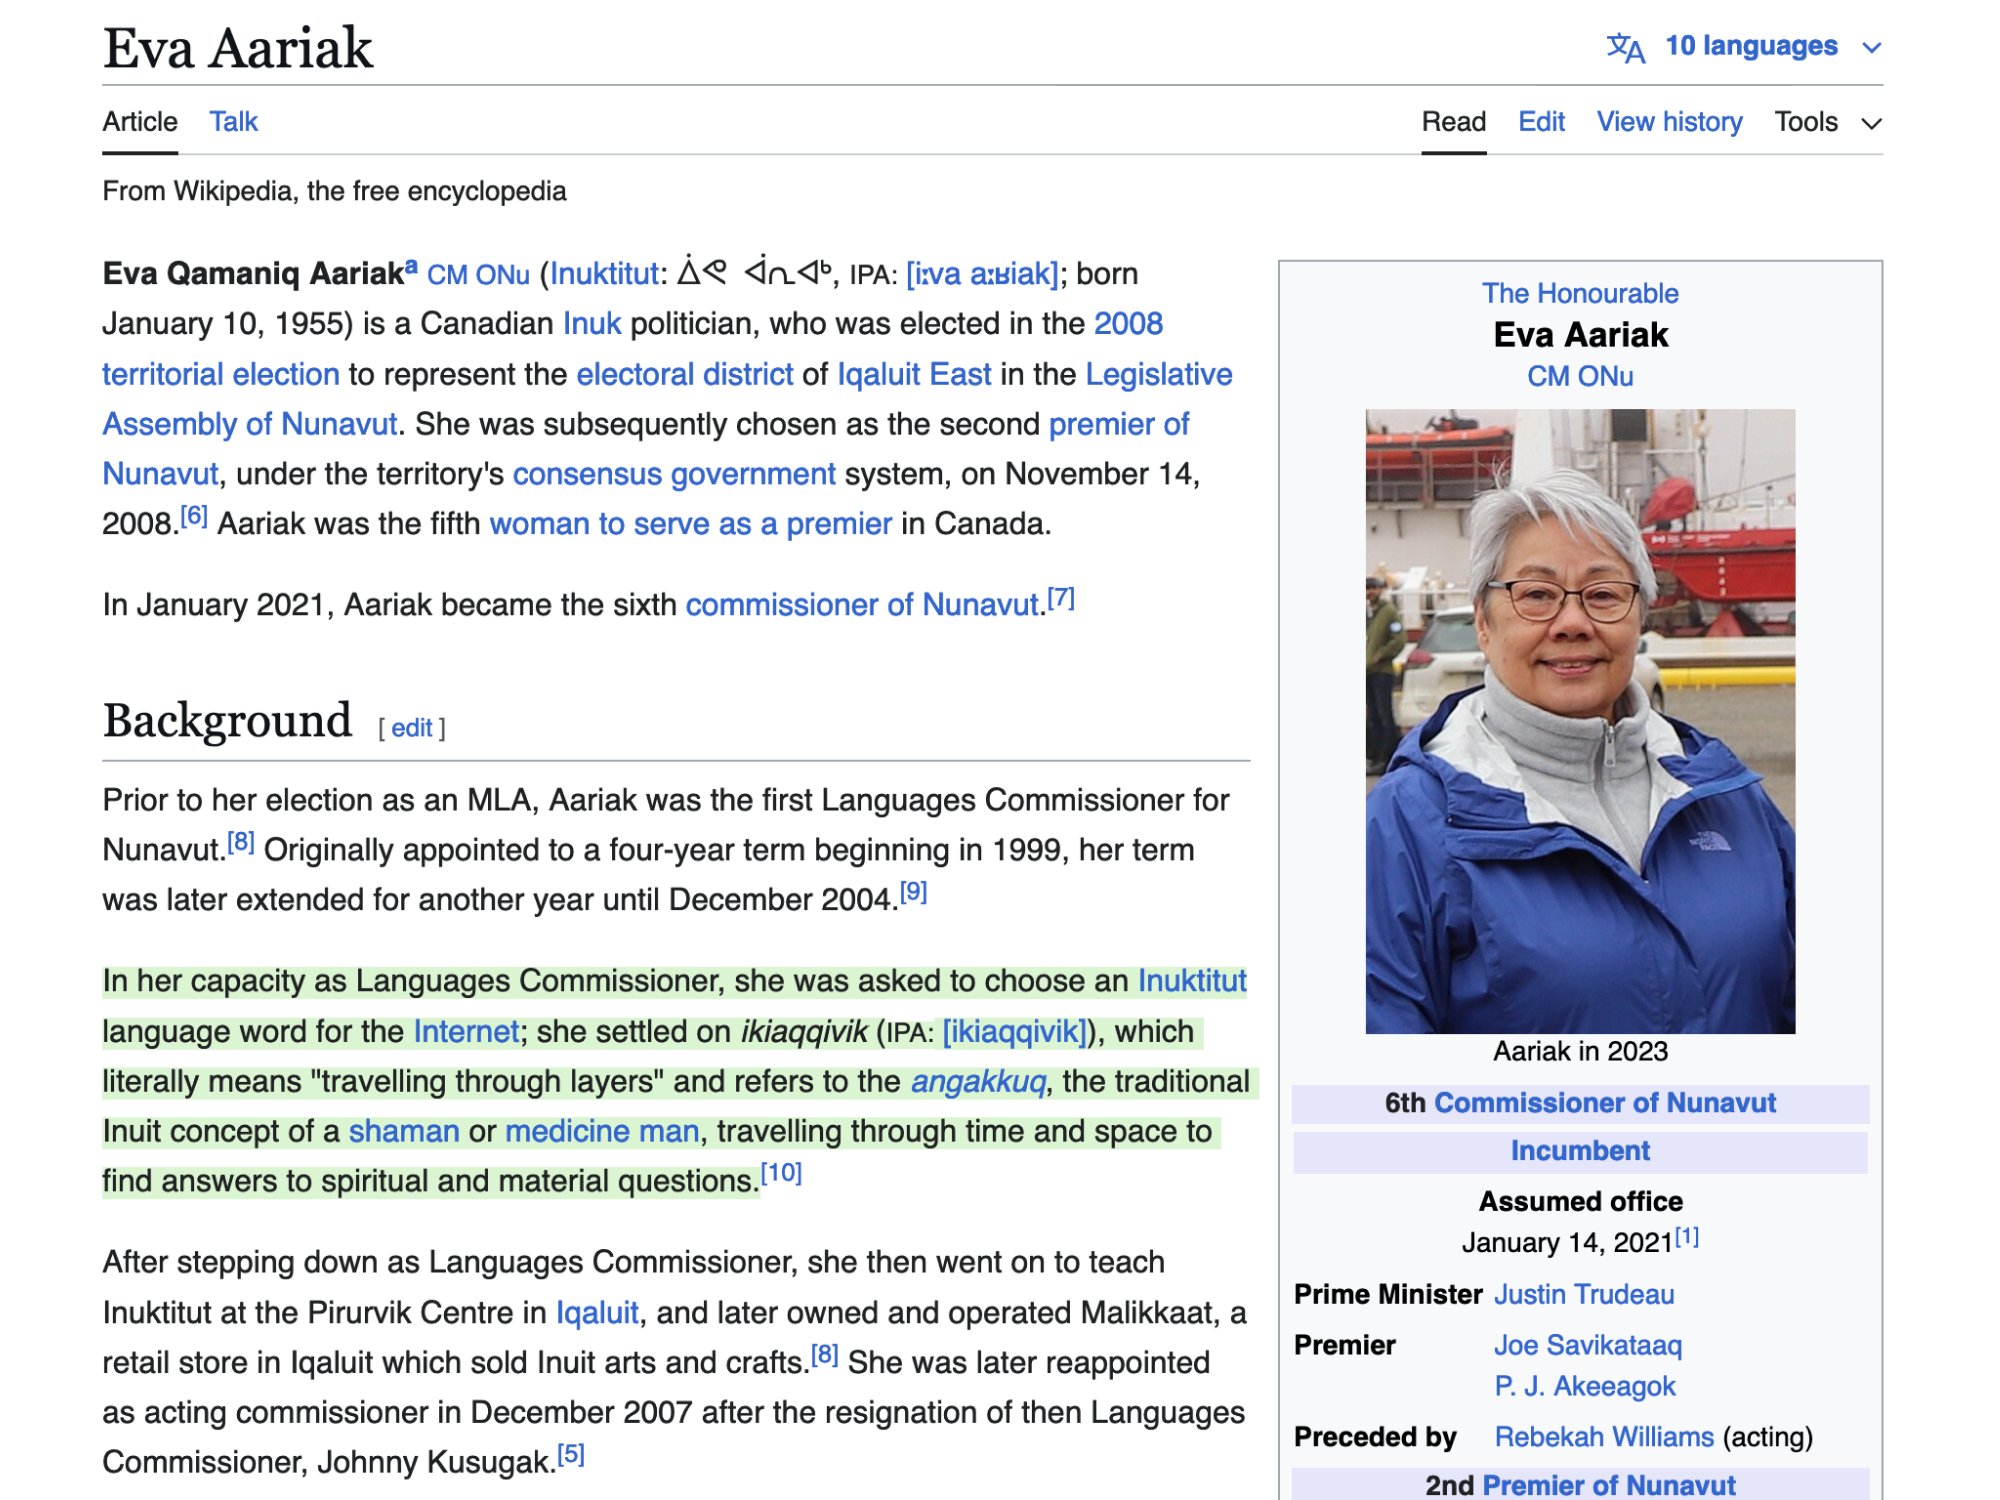 Eva Aariak
10 languages
Article Talk
Read Edit View history Tools
From Wikipedia, the free encyclopedia
Eva Qamaniq Aariakᵃ CM ONu (Inuktitut: ᐄᕙ ᐋᕆᐊᒃ, IPA: [iːva aːʁiak]; born
January 10, 1955) is a Canadian Inuk politician, who was elected in the 2008
territorial election to represent the electoral district of Iqaluit East in the Legislative
Assembly of Nunavut. She was subsequently chosen as the second premier of
Nunavut, under the territory's consensus government system, on November 14,
2008.[6] Aariak was the fifth woman to serve as a premier in Canada.
In January 2021, Aariak became the sixth commissioner of Nunavut.[7]
Background [ edit ]
Prior to her election as an MLA, Aariak was the first Languages Commissioner for
Nunavut.[8] Originally appointed to a four-year term beginning in 1999, her term
was later extended for another year until December 2004.[9]
In her capacity as Languages Commissioner, she was asked to choose an Inuktitut
language word for the Internet; she settled on ikiaqqivik (IPA: [ikiaqqivik]), which
literally means "travelling through layers" and refers to the angakkuq, the traditional
Inuit concept of a shaman or medicine man, travelling through time and space to
find answers to spiritual and material questions.[10]
After stepping down as Languages Commissioner, she then went on to teach
Inuktitut at the Pirurvik Centre in Iqaluit, and later owned and operated Malikkaat, a
retail store in Iqaluit which sold Inuit arts and crafts.[8] She was later reappointed
as acting commissioner in December 2007 after the resignation of then Languages
Commissioner, Johnny Kusugak.[5]
The Honourable
Eva Aariak
CM ONu
THE
NORTH
FACE
Aariak in 2023
6th Commissioner of Nunavut
Incumbent
Assumed office
January 14, 2021[1]
Prime Minister Justin Trudeau
Premier Joe Savikataaq
P. J. Akeeagok
Preceded by Rebekah Williams (acting)
2nd Premier of Nunavut